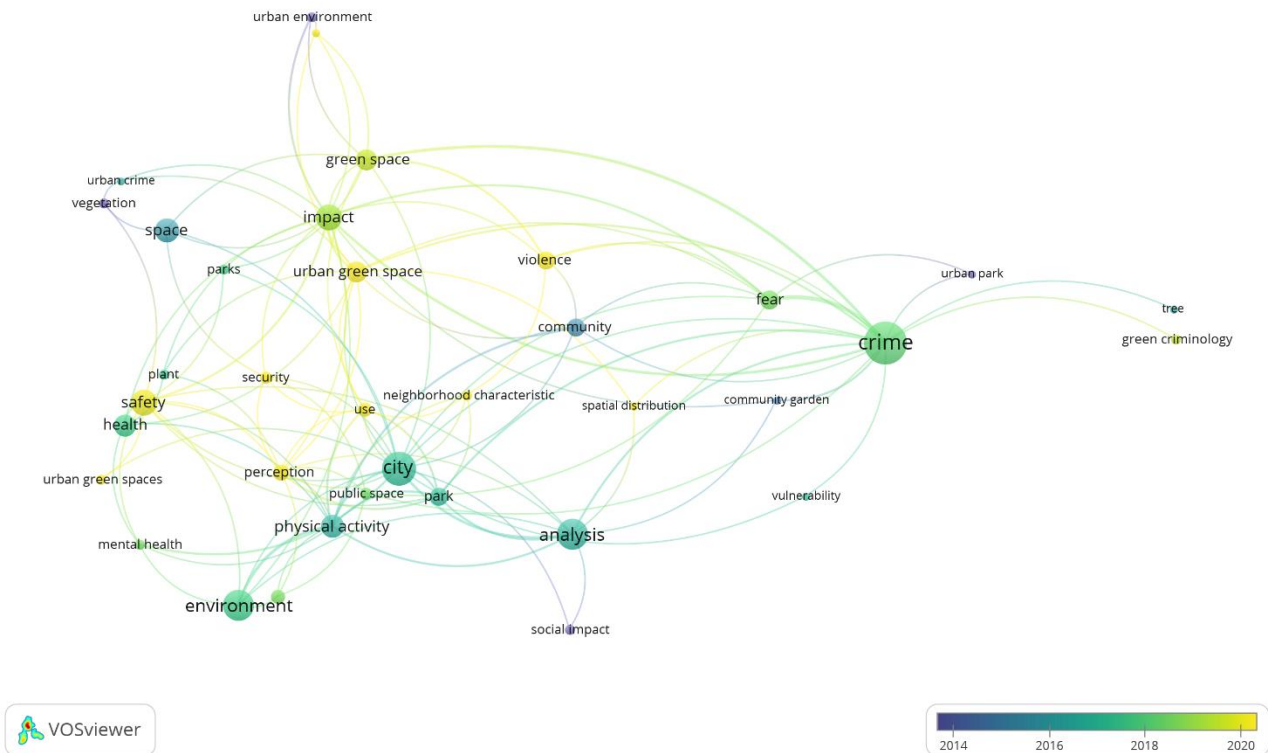 urban environment
green space
urban crime
vegetation
impact
space
parks
urban green space
violence
urban park
fear
tree
community
green criminology
crime
plant
security
safety
neighborhood characteristic
community garden
use
spatial distribution
health
city
perception
urban green spaces
public space
park
vulnerability
physical activity
analysis
mental health
environment
social impact
VOSviewer
2014
2016
2018
2020